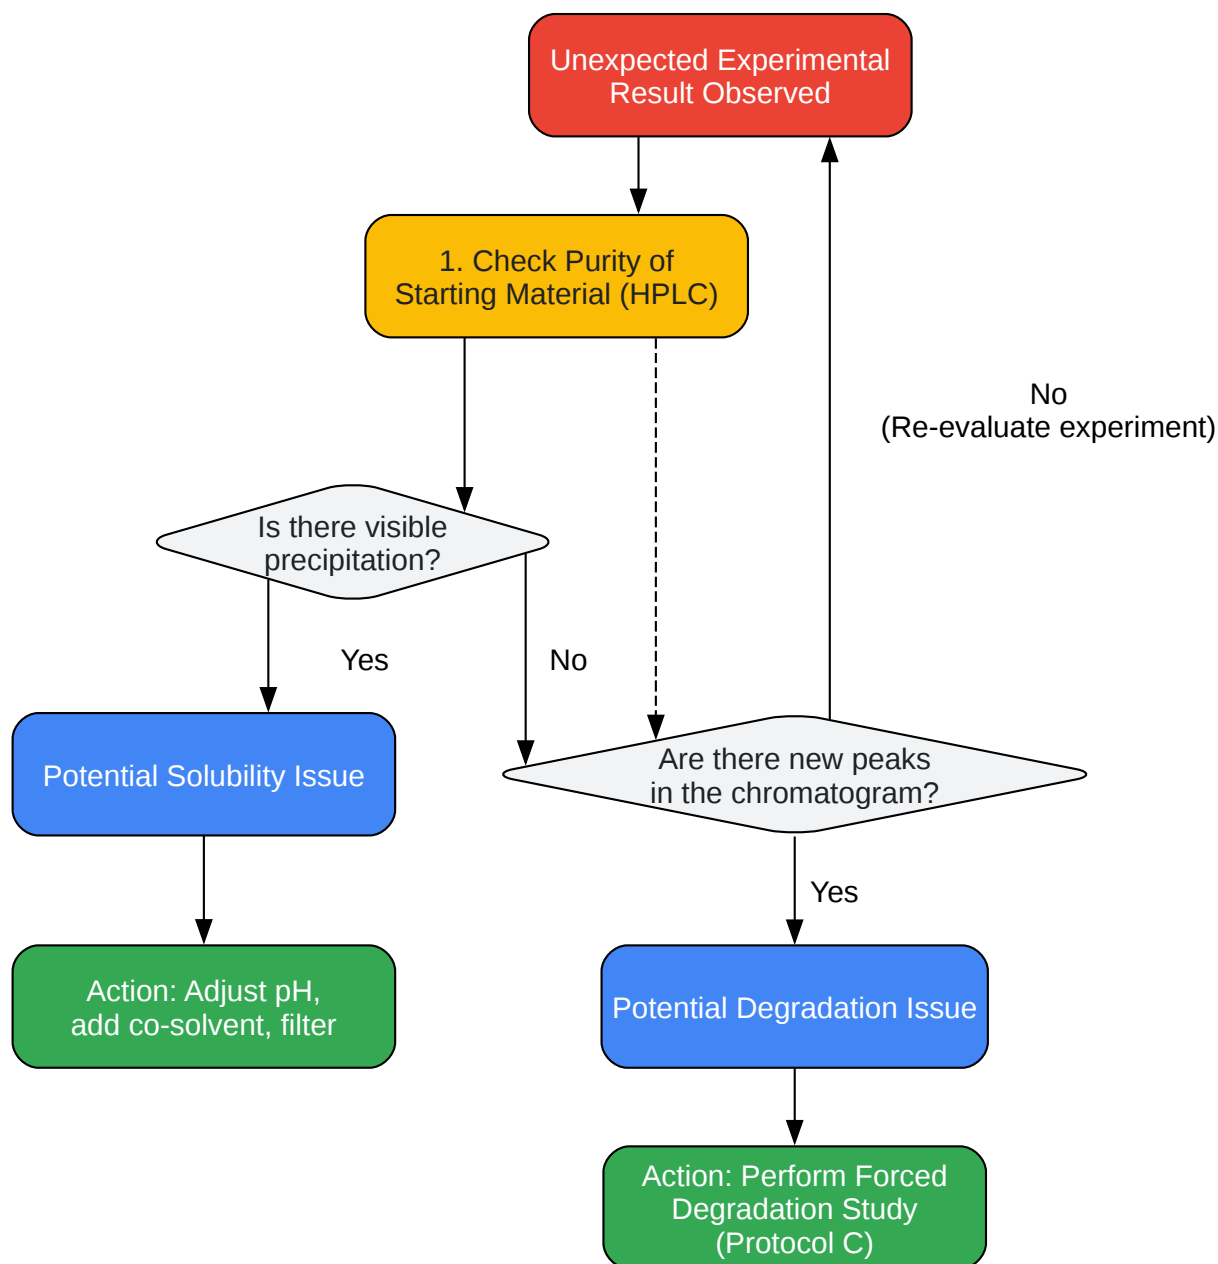 Unexpected Experimental
Result Observed
1. Check Purity of
Starting Material (HPLC)
No
(Re-evaluate experiment)
Is there visible
precipitation?
Yes
No
Potential Solubility Issue
Are there new peaks
in the chromatogram?
Yes
Action: Adjust pH,
add co-solvent, filter
Potential Degradation Issue
Action: Perform Forced
Degradation Study
(Protocol C)